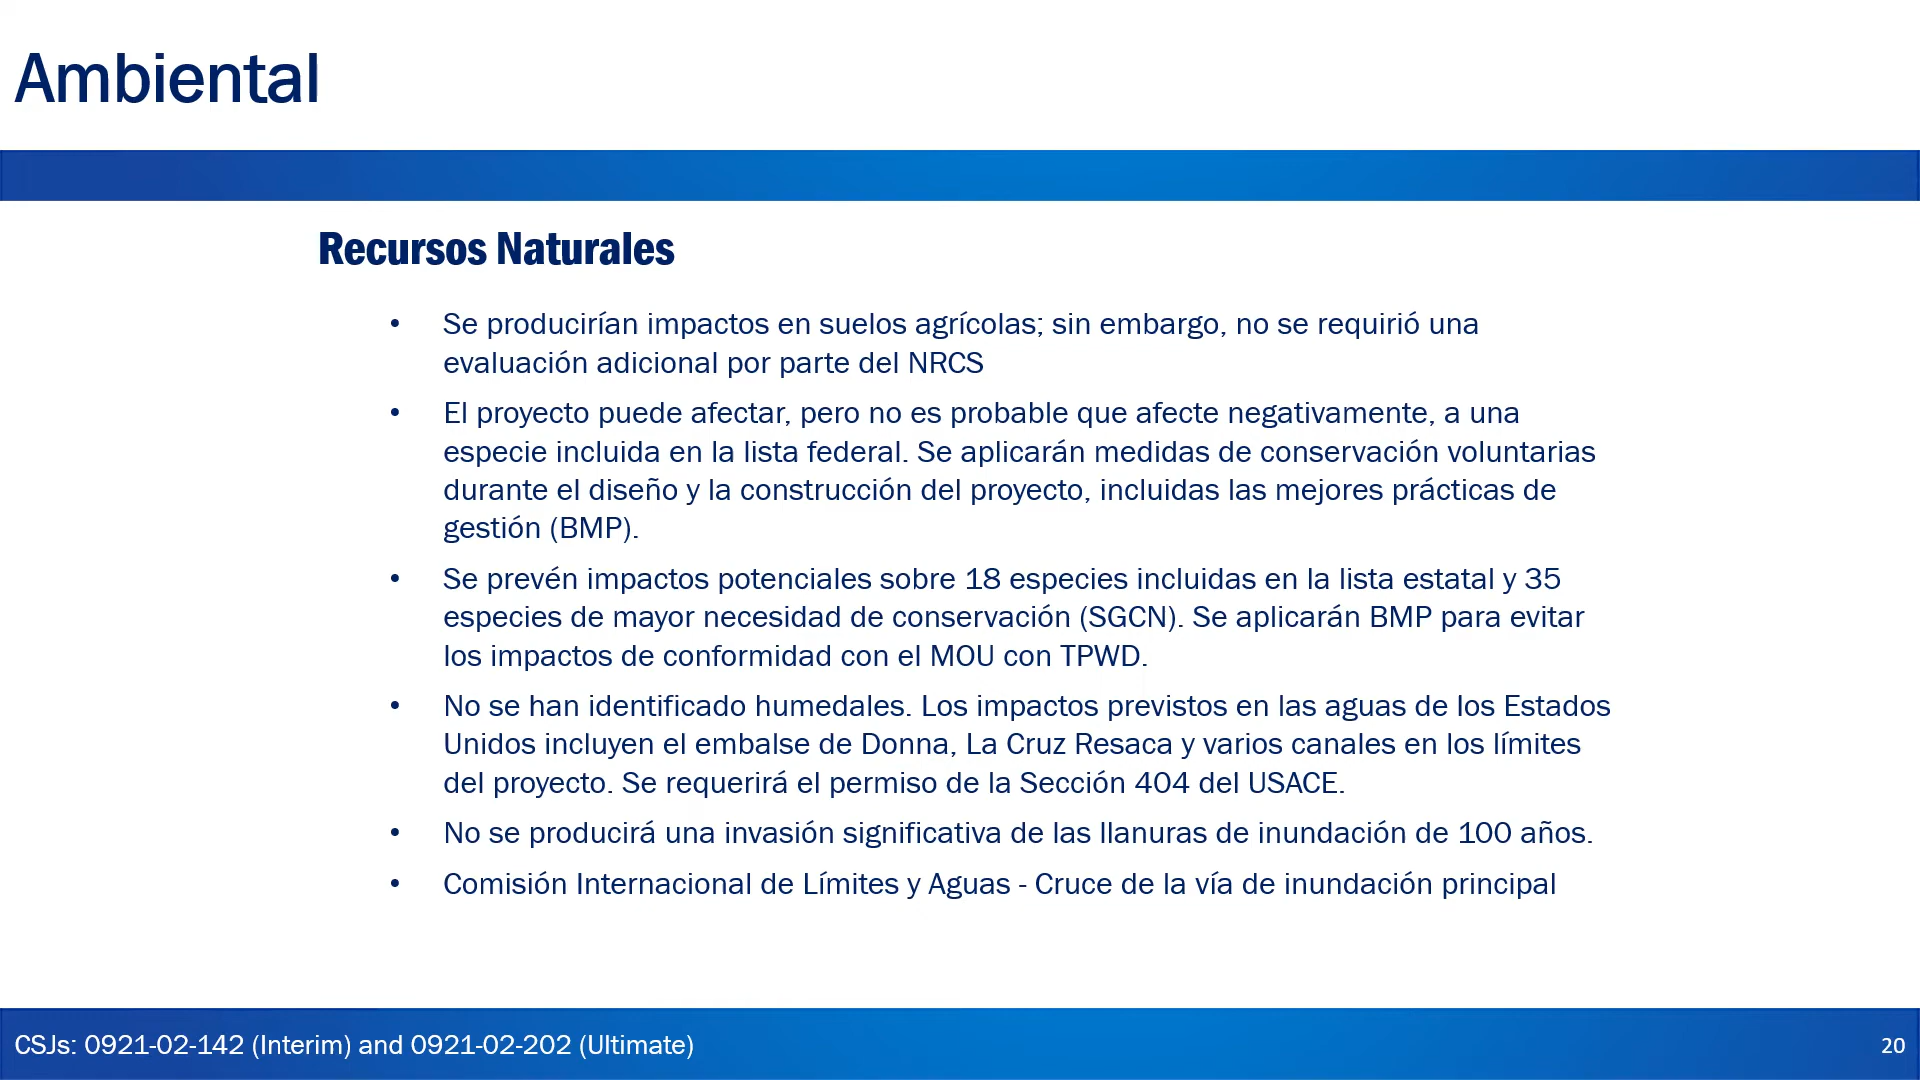 Ambiental
Recursos Naturales
• Se producirían impactos en suelos agrícolas; sin embargo, no se requirió una
evaluación adicional por parte del NRCS
• El proyecto puede afectar, pero no es probable que afecte negativamente, a una
especie incluida en la lista federal. Se aplicarán medidas de conservación voluntarias
durante el diseño y la construcción del proyecto, incluidas las mejores prácticas de
gestión (BMP).
• Se prevén impactos potenciales sobre 18 especies incluidas en la lista estatal y 35
especies de mayor necesidad de conservación (SGCN). Se aplicarán BMP para evitar
los impactos de conformidad con el MOU con TPWD.
• No se han identificado humedales. Los impactos previstos en las aguas de los Estados
Unidos incluyen el embalse de Donna, La Cruz Resaca y varios canales en los límites
del proyecto. Se requerirá el permiso de la Sección 404 del USACE.
• No se producirá una invasión significativa de las llanuras de inundación de 100 años.
• Comisión Internacional de Límites y Aguas - Cruce de la vía de inundación principal
CSJs: 0921-02-142 (Interim) and 0921-02-202 (Ultimate)
20